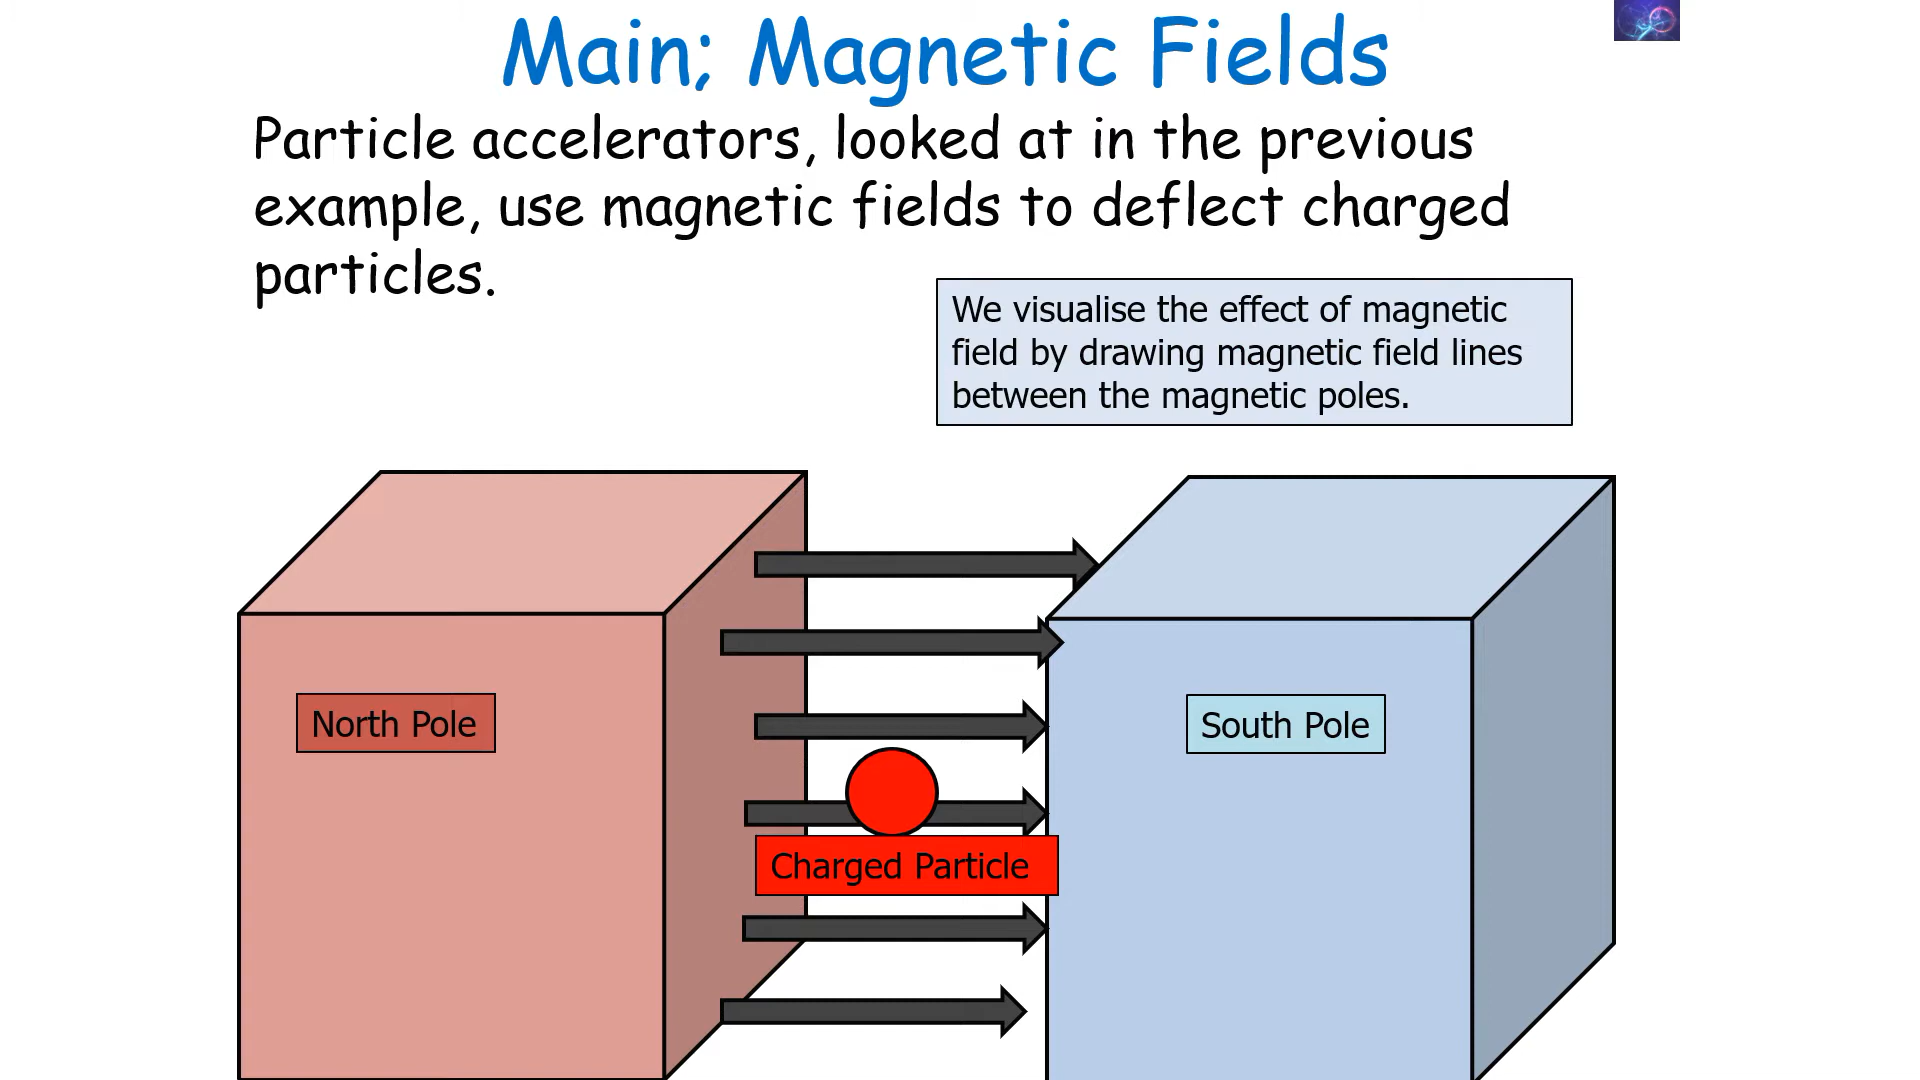 Main; Magnetic Fields
Particle accelerators, looked at in the previous
example, use magnetic fields to deflect charged
particles.
We visualise the effect of magnetic
field by drawing magnetic field lines
between the magnetic poles.
North Pole
South Pole
Charged Particle